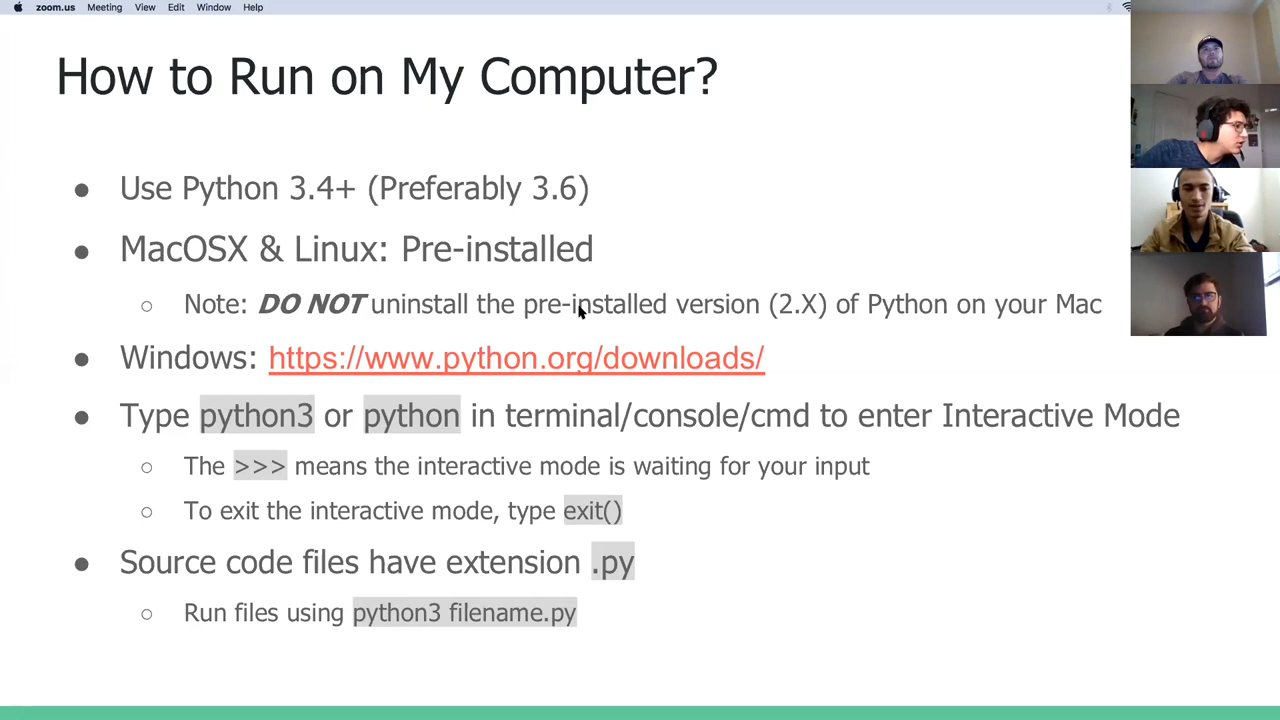 zoom.us Meeting View Edit Window Help
How to Run on My Computer?
● Use Python 3.4+ (Preferably 3.6)
● MacOSX & Linux: Pre-installed
○ Note: DO NOT uninstall the pre-installed version (2.X) of Python on your Mac
● Windows: https://www.python.org/downloads/
● Type python3 or python in terminal/console/cmd to enter Interactive Mode
○ The >>> means the interactive mode is waiting for your input
○ To exit the interactive mode, type exit()
● Source code files have extension .py
○ Run files using python3 filename.py